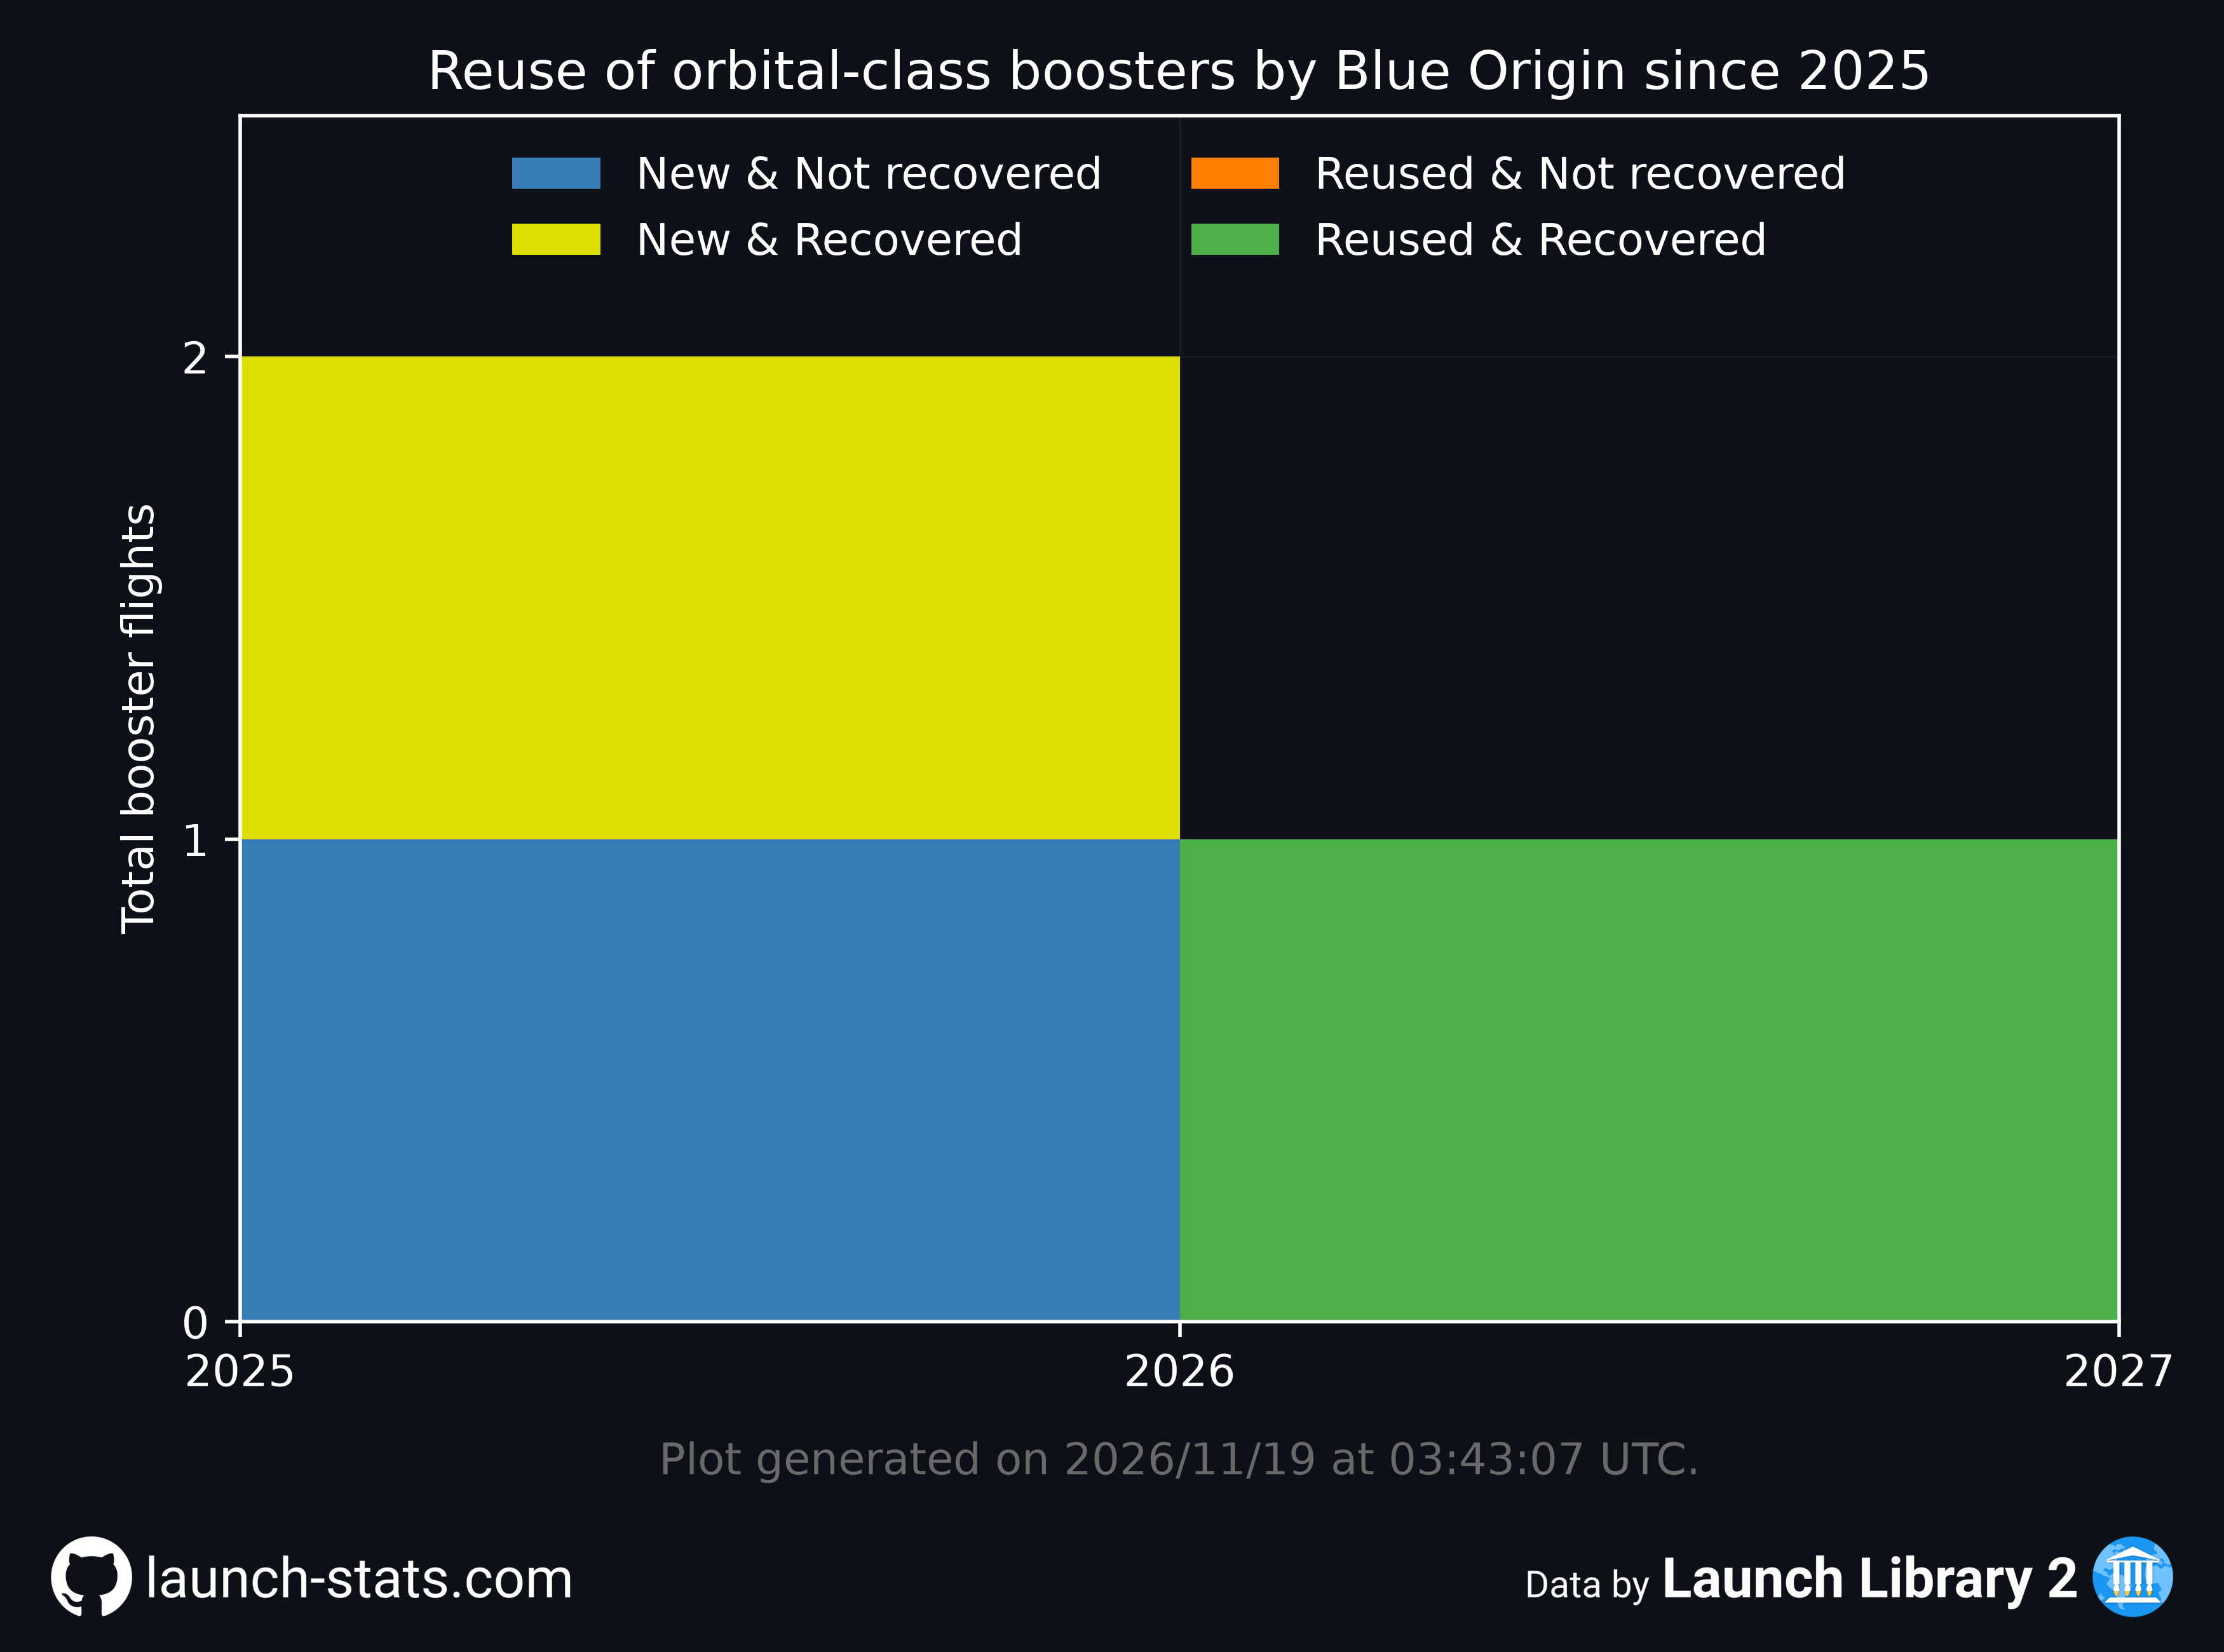 Reuse of orbital-class boosters by Blue Origin since 2025
New & Not recovered
New & Recovered
Reused & Not recovered
Reused & Recovered
Total booster flights
2
1
0
2025
2026
2027
Plot generated on 2026/11/19 at 03:43:07 UTC.
launch-stats.com
Data by Launch Library 2